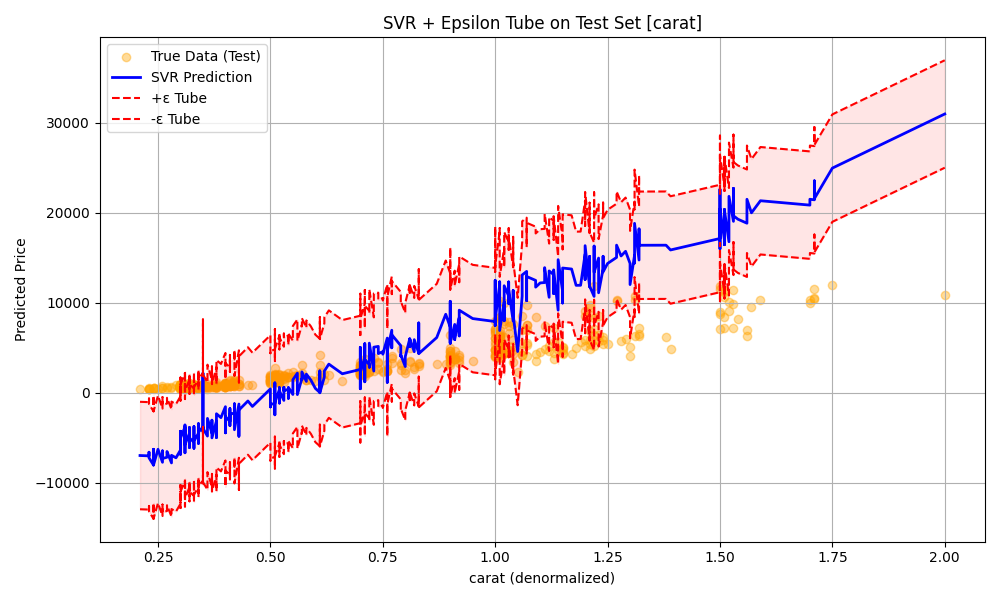 SVR + Epsilon Tube on Test Set [carat]
True Data (Test)
SVR Prediction
+ε Tube
-ε Tube
Predicted Price
30000
20000
10000
0
−10000
0.25 0.50 0.75 1.00 1.25 1.50 1.75 2.00
carat (denormalized)